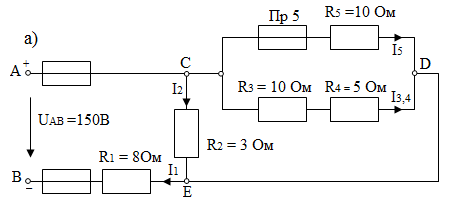 Пр 5
R5 =10 Ом
а)
I5
A
+
C
D
I2
R3 = 10 Ом
R4 = 5 Ом
I3,4
UAB =150В
R2 = 3 Ом
R1 = 8Ом
I1
B
–
E